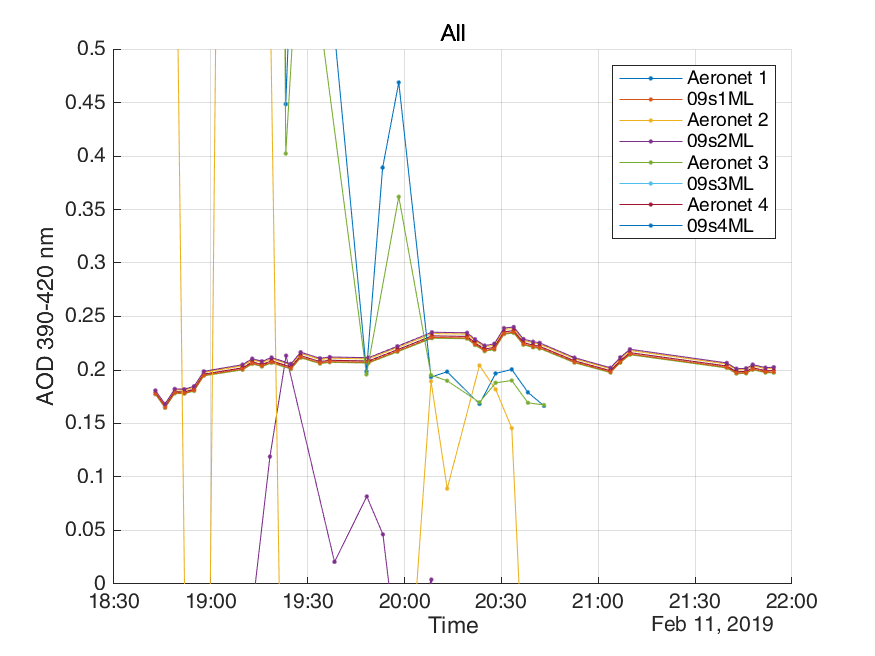 All
0.5
0.45
0.4
0.35
0.3
0.25
0.2
0.15
0.1
0.05
0
AOD 390-420 nm
Aeronet 1
09s1ML
Aeronet 2
09s2ML
Aeronet 3
09s3ML
Aeronet 4
09s4ML
18:30 19:00 19:30 20:00 20:30 21:00 21:30 22:00
Time
Feb 11, 2019